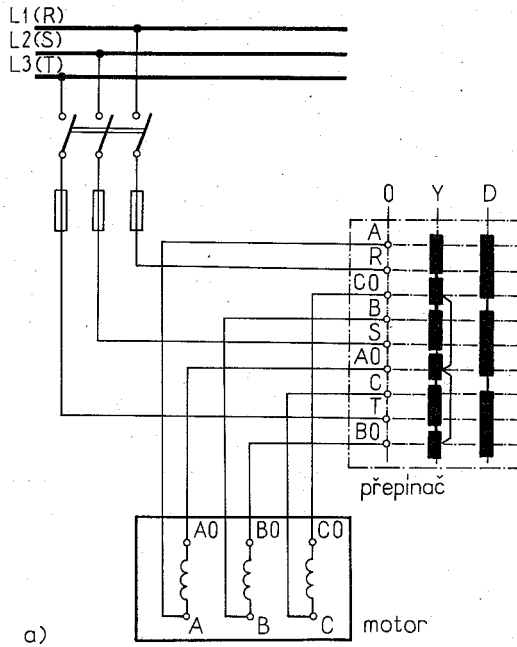 L1(R)
L2(S)
L3(T)
0 Y D
A
R
C0
B
S
A0
C
T
B0
přepínač
A0 B0 C0
A B C
motor
a)